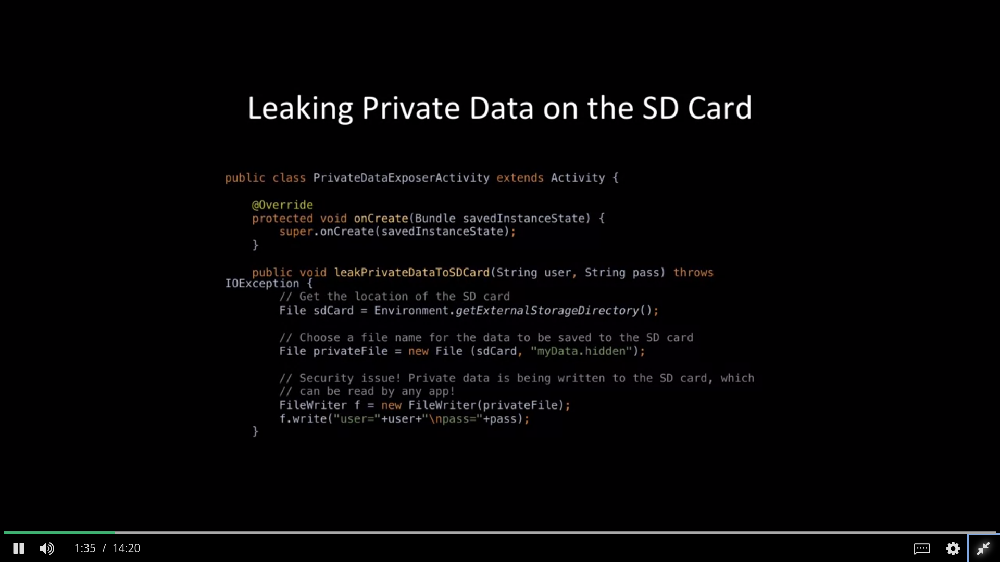 Leaking Private Data on the SD Card
public class PrivateDataExposerActivity extends Activity {
@Override
protected void onCreate(Bundle savedInstanceState) {
super.onCreate(savedInstanceState);
}
public void leakPrivateDataToSDCard(String user, String pass) throws
IOException {
// Get the location of the SD card
File sdCard = Environment.getExternalStorageDirectory();
// Choose a file name for the data to be saved to the SD card
File privateFile = new File (sdCard, "myData.hidden");
// Security issue! Private data is being written to the SD card, which
// can be read by any app!
FileWriter f = new FileWriter(privateFile);
f.write("user="+user+"\npass="+pass);
}
1:35 / 14:20